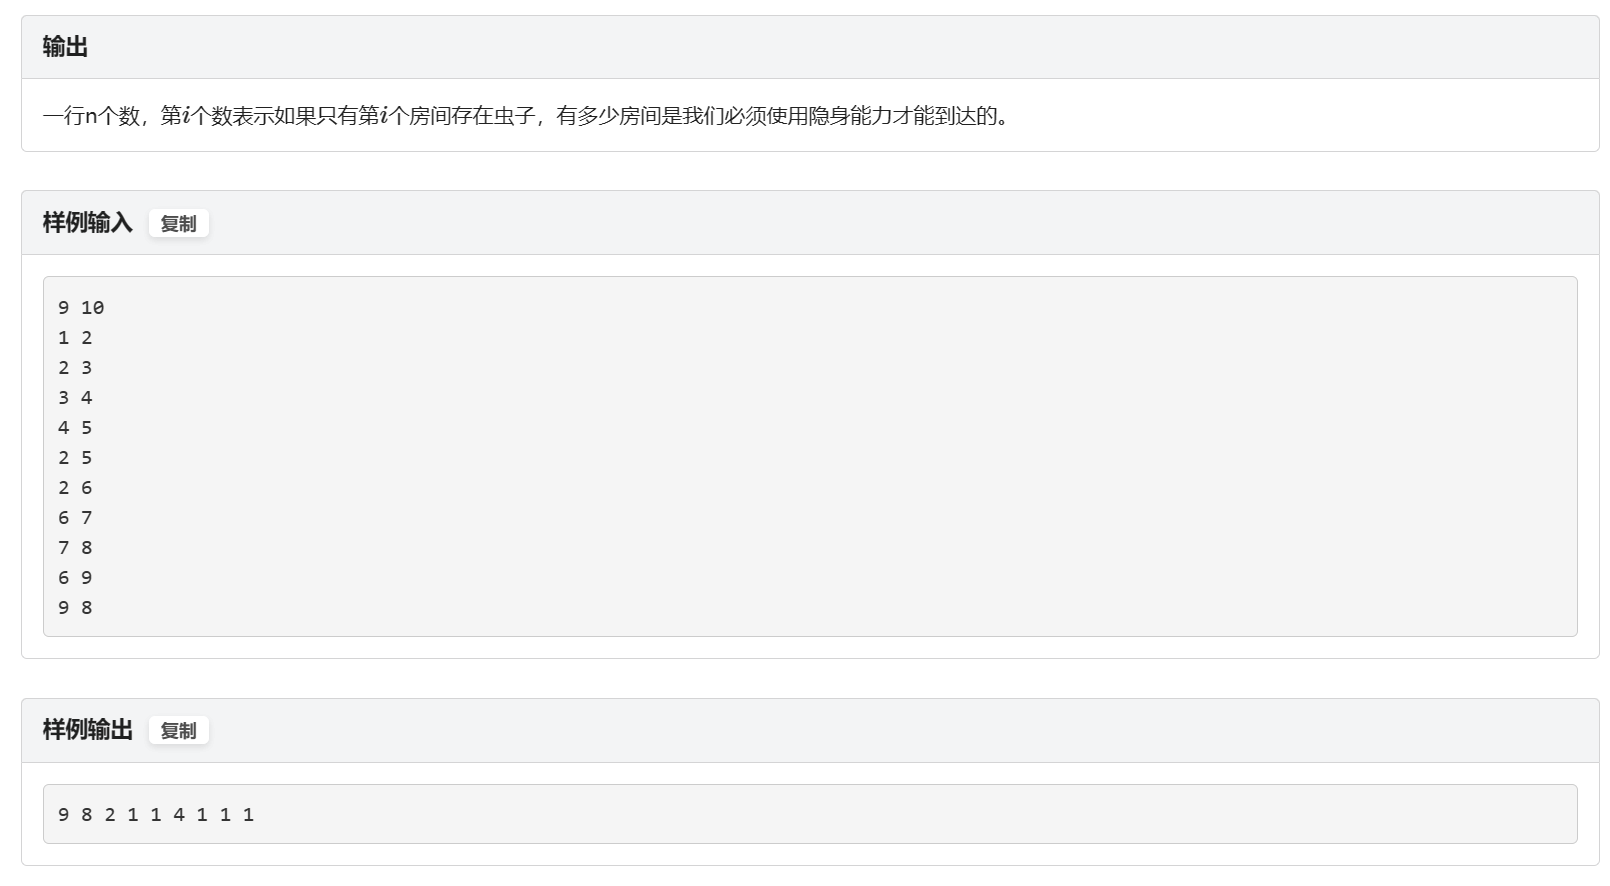 输出
一行n个数，第i个数表示如果只有第i个房间存在虫子，有多少房间是我们必须使用隐身能力才能到达的。
样例输入 复制
9 10
1 2
2 3
3 4
4 5
2 5
2 6
6 7
7 8
6 9
9 8
样例输出 复制
9 8 2 1 1 4 1 1 1